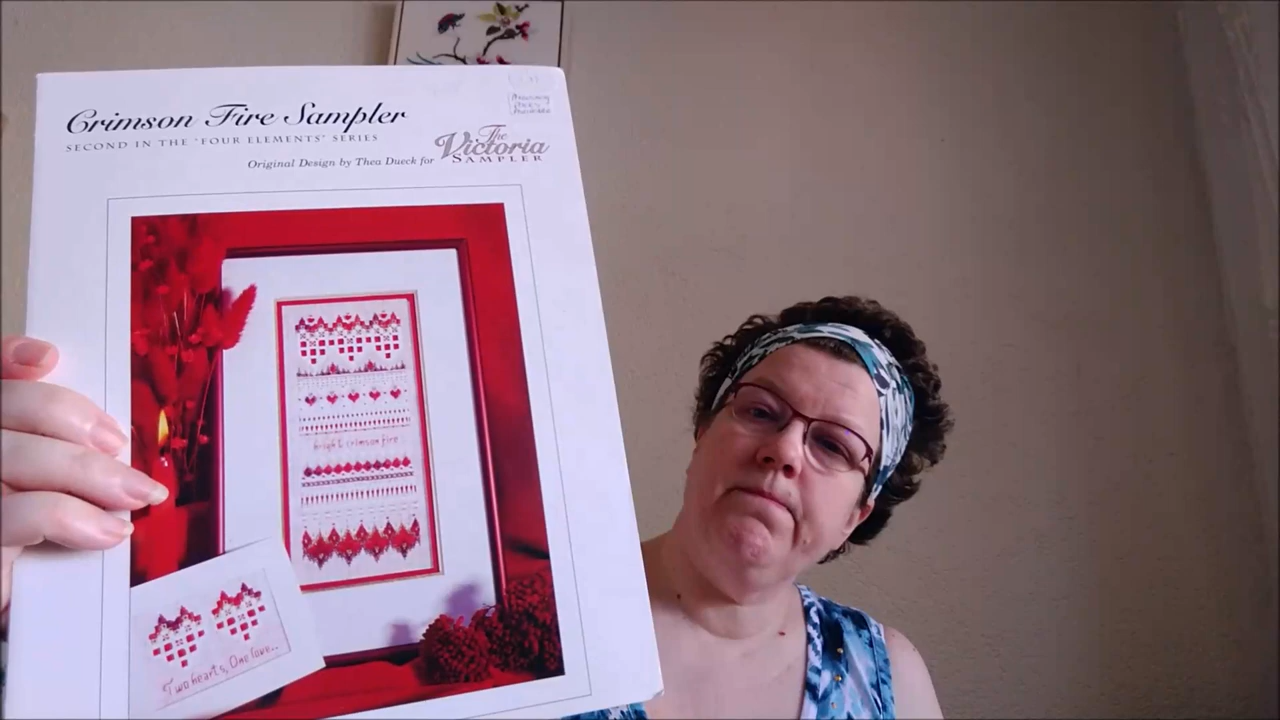 Crimson Fire Sampler
SECOND IN THE "FOUR ELEMENTS" SERIES
Original Design by Thea Dueck for
The
Victoria
SAMPLER
bright crimson fire
Two hearts, One love..